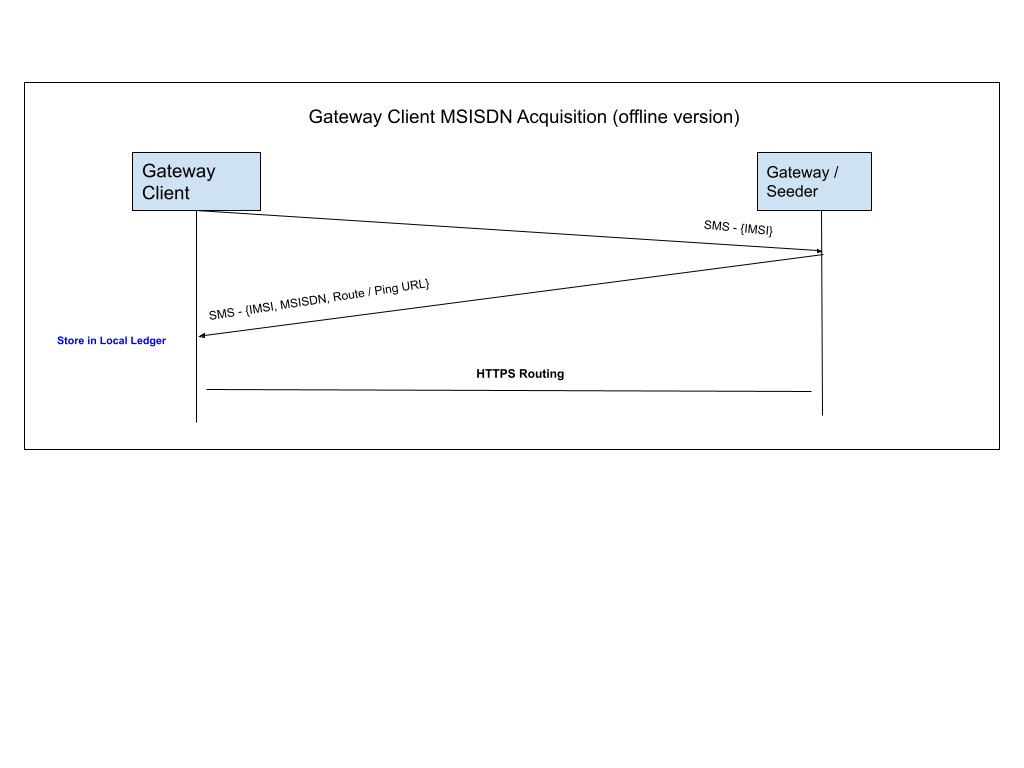 Gateway Client MSISDN Acquisition (offline version)
Gateway
Client
Gateway /
Seeder
SMS - {IMSI}
SMS - {IMSI, MSISDN, Route / Ping URL}
Store in Local Ledger
HTTPS Routing